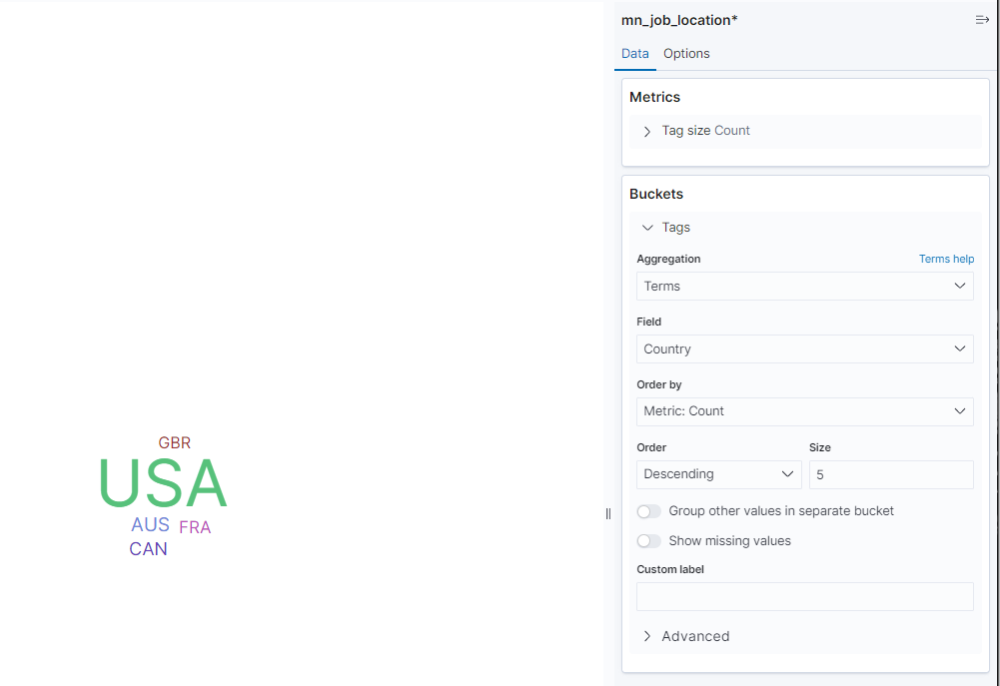 GBR
USA
AUS FRA
CAN
mn_job_location*
Data Options
Metrics
Tag size Count
Buckets
Tags
Aggregation Terms help
Terms
Field
Country
Order by
Metric: Count
Order Size
Descending 5
Group other values in separate bucket
Show missing values
Custom label
Advanced